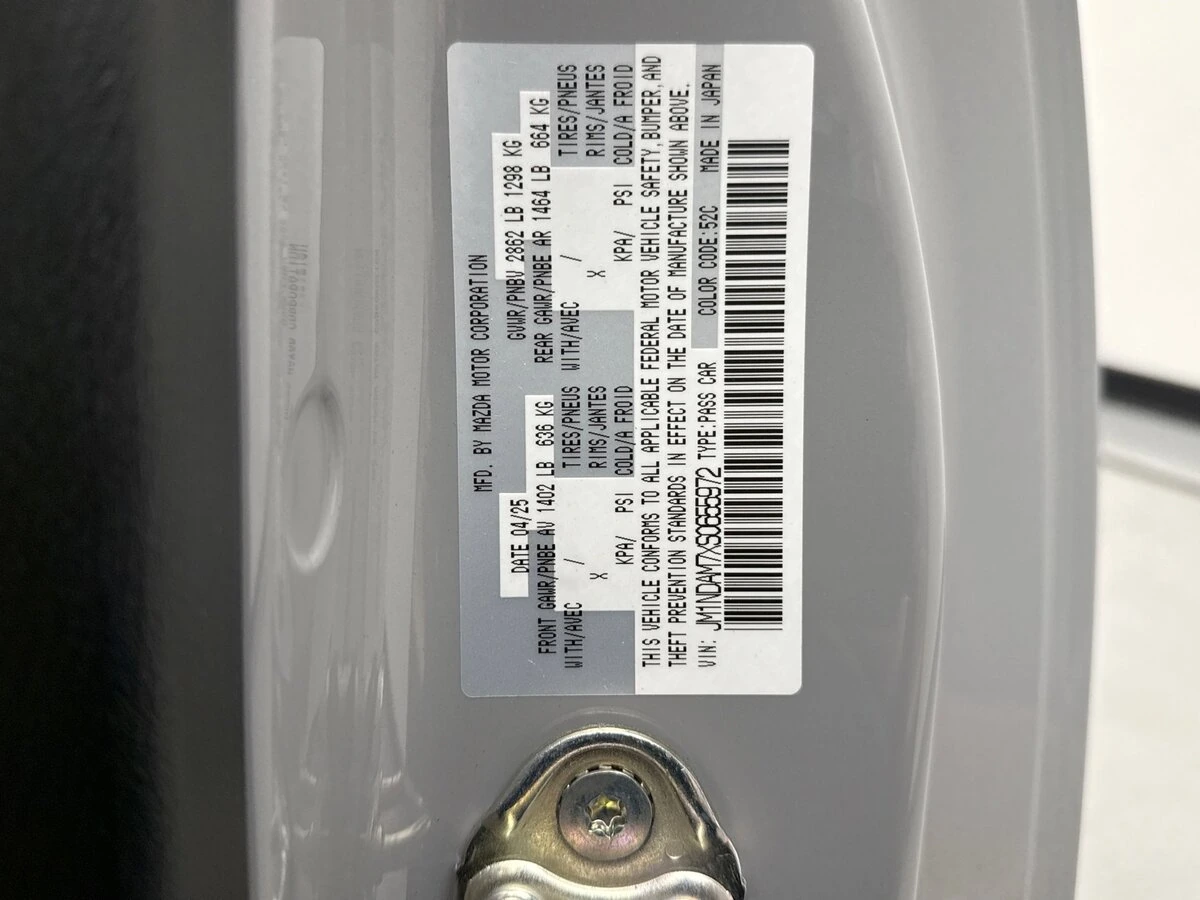 MFD. BY MAZDA MOTOR CORPORATION
DATE 04/25 GVWR/PNBV 2862 LB 1298 KG
FRONT GAWR/PNBE AV 1402 LB 636 KG REAR GAWR/PNBE AR 1464 LB 664 KG
WITH/AVEC / TIRES/PNEUS WITH/AVEC / TIRES/PNEUS
X RIMS/JANTES X RIMS/JANTES
KPA/ PSI COLD/A FROID KPA/ PSI COLD/A FROID
THIS VEHICLE CONFORMS TO ALL APPLICABLE FEDERAL MOTOR VEHICLE SAFETY,BUMPER,AND
THEFT PREVENTION STANDARDS IN EFFECT ON THE DATE OF MANUFACTURE SHOWN ABOVE.
VIN: JM1NDAM7XS0655972 TYPE:PASS CAR COLOR CODE:52C MADE IN JAPAN